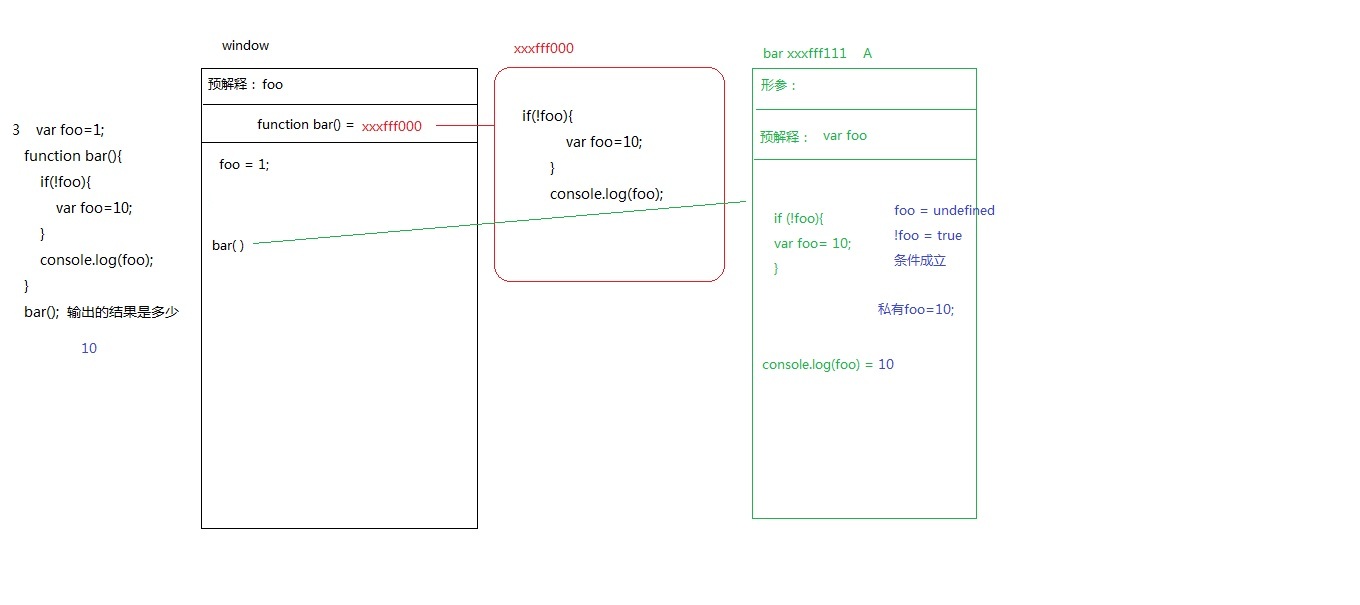 3 var foo=1;
function bar(){
if(!foo){
var foo=10;
}
console.log(foo);
}
bar(); 输出的结果是多少
10
window
预解释：foo
function bar() = xxxfff000
foo = 1;
bar( )
xxxfff000
if(!foo){
var foo=10;
}
console.log(foo);
bar xxxfff111 A
形参：
预解释： var foo
if (!foo){
var foo= 10;
}
foo = undefined
!foo = true
条件成立
私有foo=10;
console.log(foo) = 10